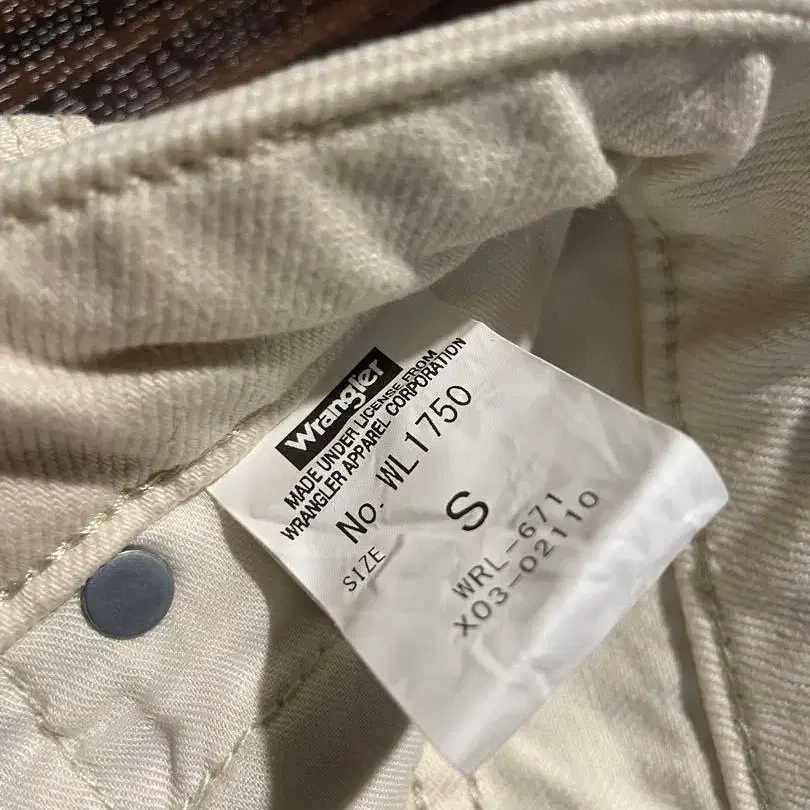 Wrangler
MADE UNDER LICENSE FROM
WRANGLER APPAREL CORPORATION
No. WL1750
SIZE S
WRL-671
X03-02110